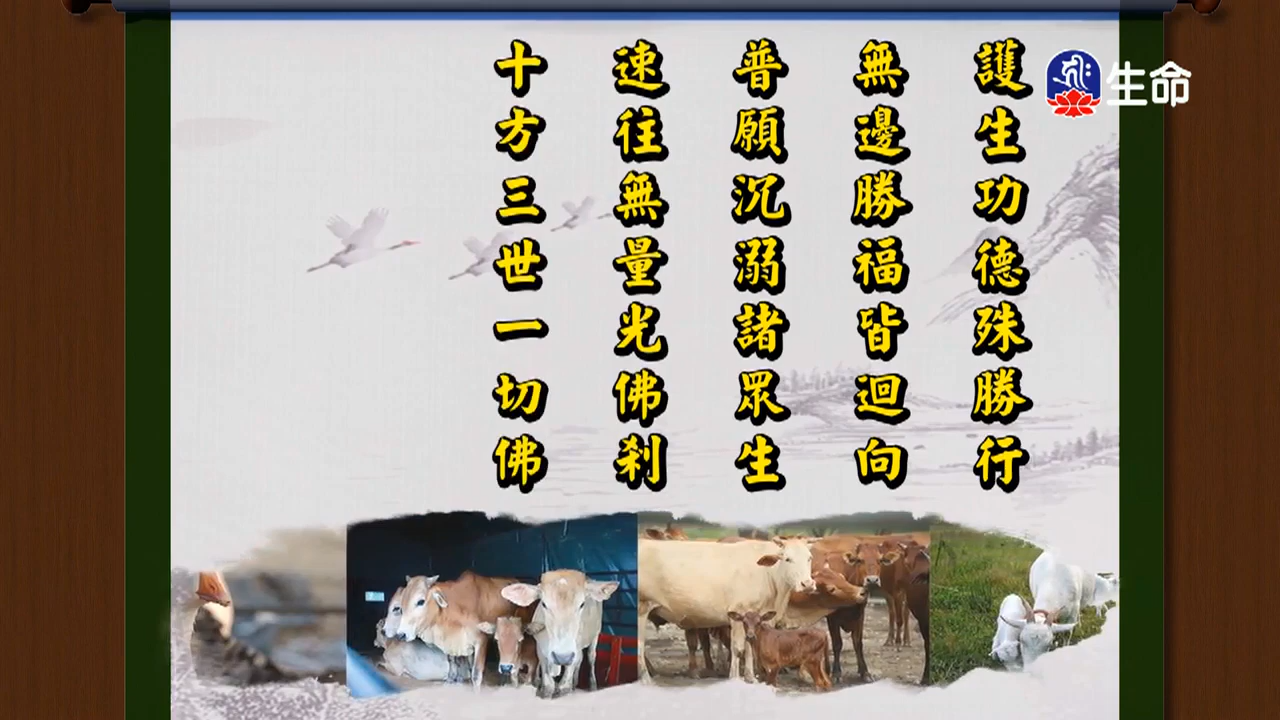 護生功德殊勝行
無邊勝福皆迴向
普願沉溺諸眾生
速往無量光佛刹
十方三世一切佛
生命